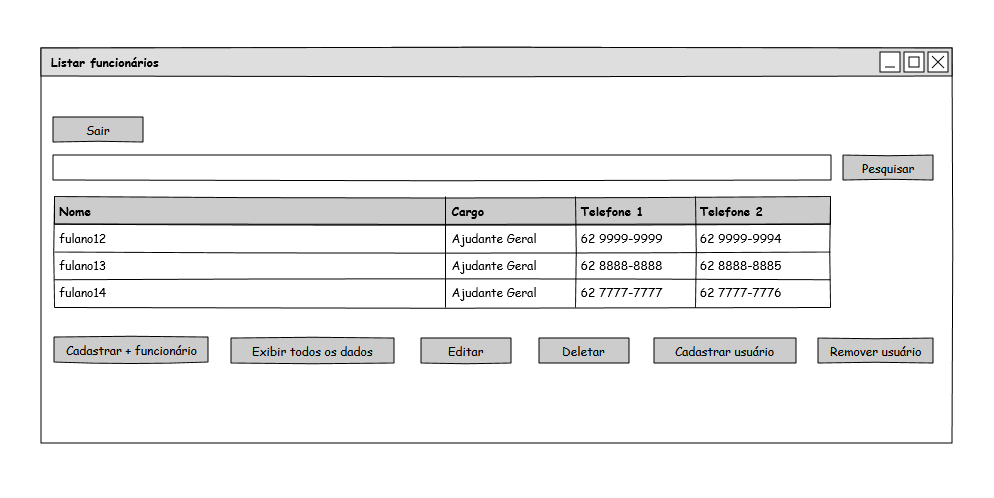 Listar funcionários
Sair
Pesquisar
Nome Cargo Telefone 1 Telefone 2
fulano12 Ajudante Geral 62 9999-9999 62 9999-9994
fulano13 Ajudante Geral 62 8888-8888 62 8888-8885
fulano14 Ajudante Geral 62 7777-7777 62 7777-7776
Cadastrar + funcionário Exibir todos os dados Editar Deletar Cadastrar usuário Remover usuário